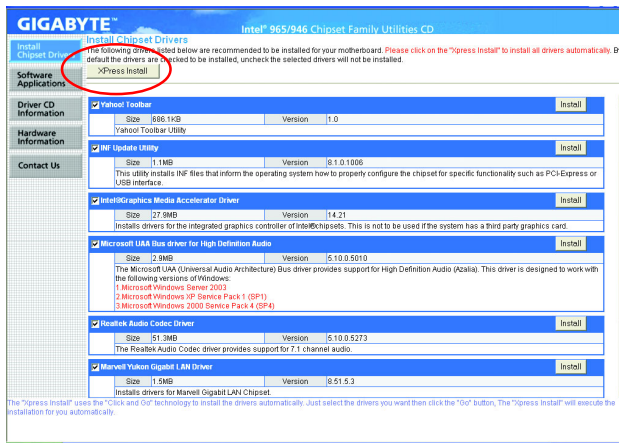 GIGABYTE™
Intel® 965/946 Chipset Family Utilities CD
Install
Chipset Drivers
Software
Applications
Driver CD
Information
Hardware
Information
Contact Us
Install Chipset Drivers
The following drivers listed below are recommended to be installed for your motherboard. Please click on the "Xpress Install" to install all drivers automatically. By
default the drivers are checked to be installed, uncheck the selected drivers will not be installed.
XPress Install
Yahoo! Toolbar Install
Size 686.1KB Version 1.0
Yahoo! Toolbar Utility
INF Update Utility Install
Size 1.1MB Version 8.1.0.1006
This utility installs INF files that inform the operating system how to properly configure the chipset for specific functionality such as PCI-Express or
USB interface.
Intel®Graphics Media Accelerator Driver Install
Size 27.9MB Version 14.21
Installs drivers for the integrated graphics controller of Intel®chipsets. This is not to be used if the system has a third party graphics card.
Microsoft UAA Bus driver for High Definition Audio Install
Size 2.9MB Version 5.10.0.5010
The Microsoft UAA (Universal Audio Architecture) Bus driver provides support for High Definition Audio (Azalia). This driver is designed to work with
the following versions of Windows:
1.Microsoft Windows Server 2003
2.Microsoft Windows XP Service Pack 1 (SP1)
3.Microsoft Windows 2000 Service Pack 4 (SP4)
Realtek Audio Codec Driver Install
Size 51.3MB Version 5.10.0.5273
The Realtek Audio Codec driver provides support for 7.1 channel audio.
Marvell Yukon Gigabit LAN Driver Install
Size 1.5MB Version 8.51.5.3
Installs drivers for Marvell Gigabit LAN Chipset.
The "Xpress Install" uses the "Click and Go" technology to install the drivers automatically. Just select the drivers you want then click the "Go" button, The "Xpress Install" will execute the
installation for you automatically.